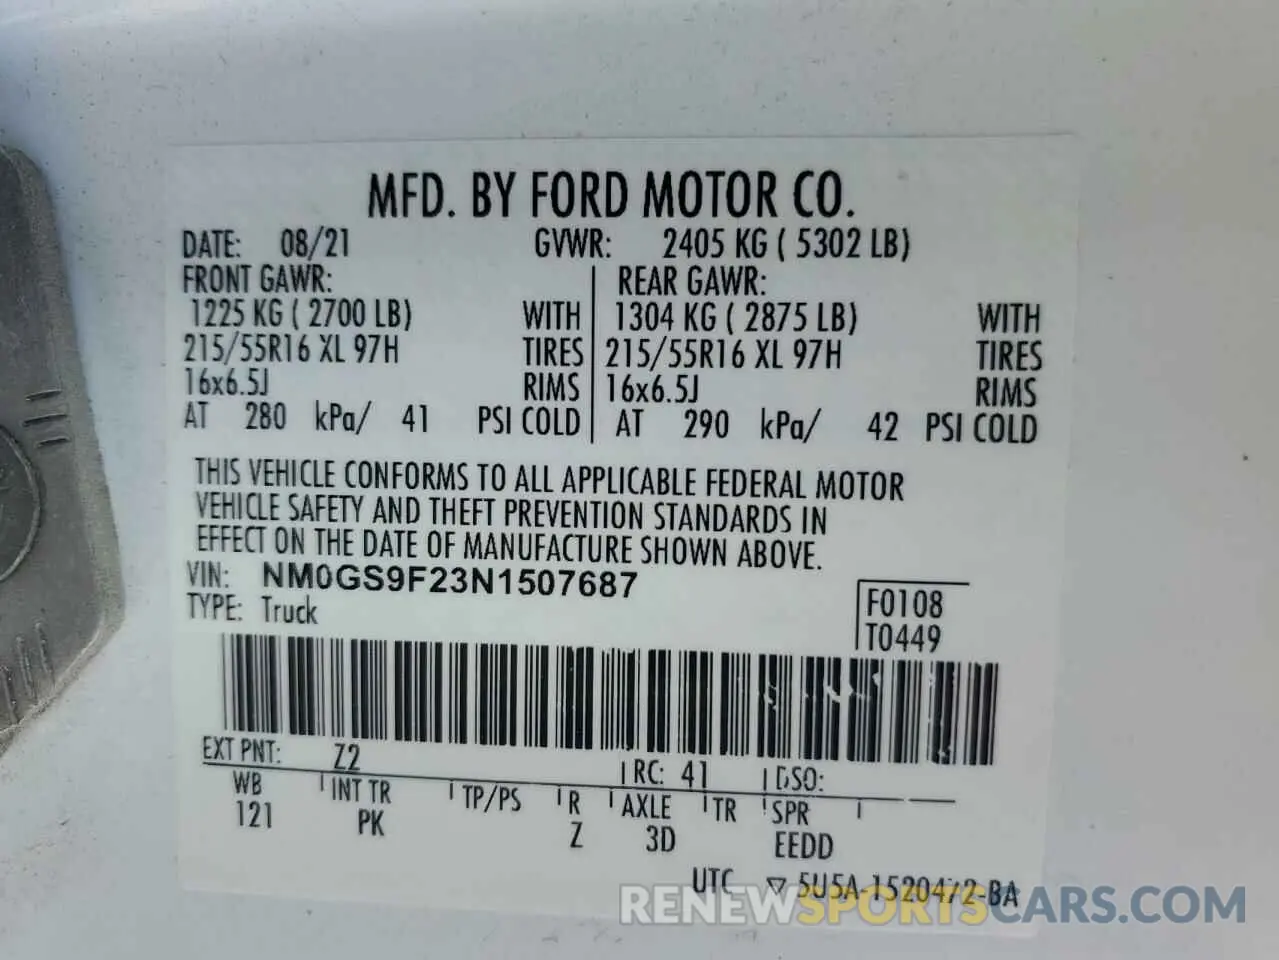 MFD. BY FORD MOTOR CO.
DATE: 08/21 GVWR: 2405 KG ( 5302 LB)
FRONT GAWR: REAR GAWR:
1225 KG ( 2700 LB) WITH 1304 KG ( 2875 LB) WITH
215/55R16 XL 97H TIRES 215/55R16 XL 97H TIRES
16x6.5J RIMS 16x6.5J RIMS
AT 280 kPa/ 41 PSI COLD AT 290 kPa/ 42 PSI COLD
THIS VEHICLE CONFORMS TO ALL APPLICABLE FEDERAL MOTOR
VEHICLE SAFETY AND THEFT PREVENTION STANDARDS IN
EFFECT ON THE DATE OF MANUFACTURE SHOWN ABOVE.
VIN: NM0GS9F23N1507687
TYPE: Truck
F0108
T0449
EXT PNT: Z2 RC: 41 DSO:
WB INT TR TP/PS R AXLE TR SPR
121 PK Z 3D EEDD
UTC ▽ 5U5A-1520472-BA
RENEWSPORTSCARS.COM